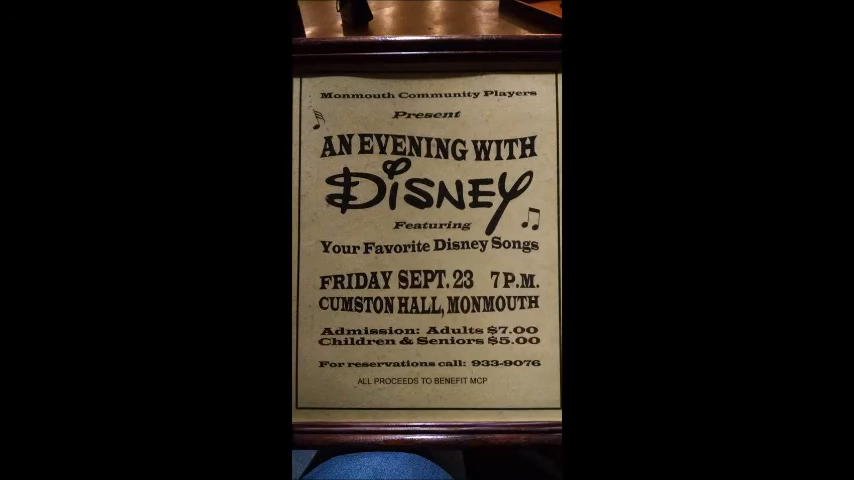 Monmouth Community Players
Present
AN EVENING WITH
Disney
Featuring
Your Favorite Disney Songs
FRIDAY SEPT. 23 7 P.M.
CUMSTON HALL, MONMOUTH
Admission: Adults $7.00
Children & Seniors $5.00
For reservations call: 933-9076
ALL PROCEEDS TO BENEFIT MCP